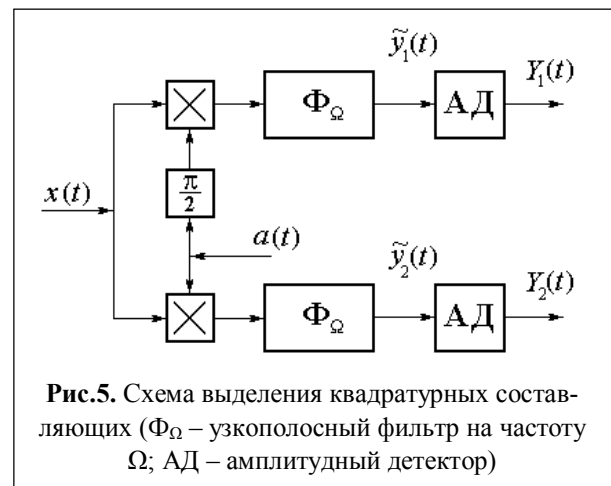 ỹ₁(t)
Y₁(t)
Φ_Ω
АД
π/2
x(t)
a(t)
ỹ₂(t)
Y₂(t)
Φ_Ω
АД
Рис.5. Схема выделения квадратурных состав-
ляющих (Φ_Ω – узкополосный фильтр на частоту
Ω; АД – амплитудный детектор)